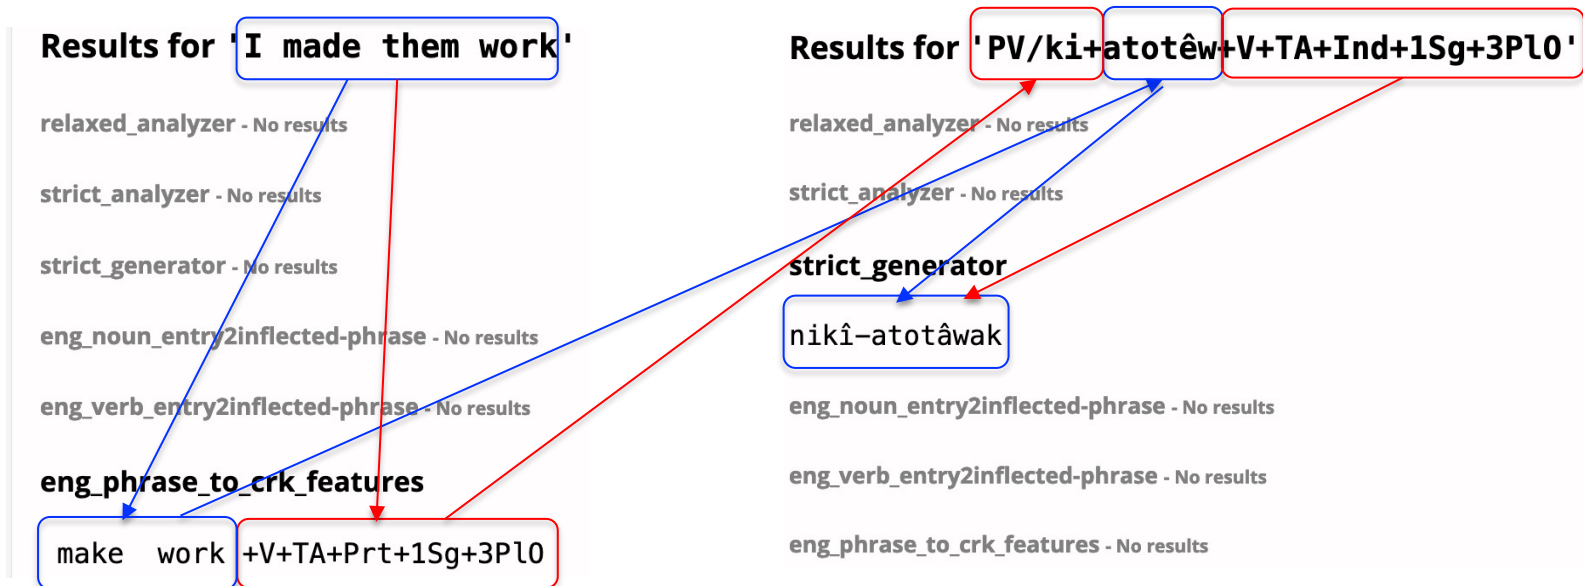 Results for 'I made them work'
relaxed_analyzer - No results
strict_analyzer - No results
strict_generator - No results
eng_noun_entry2inflected-phrase - No results
eng_verb_entry2inflected-phrase - No results
eng_phrase_to_crk_features
make work +V+TA+Prt+1Sg+3PlO
Results for 'PV/ki+atotêw+V+TA+Ind+1Sg+3PlO'
relaxed_analyzer - No results
strict_analyzer - No results
strict_generator
nikî-atotâwak
eng_noun_entry2inflected-phrase - No results
eng_verb_entry2inflected-phrase - No results
eng_phrase_to_crk_features - No results